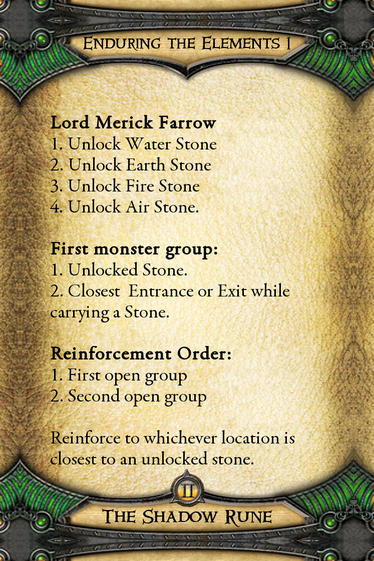 Enduring the Elements I
Lord Merick Farrow
1. Unlock Water Stone
2. Unlock Earth Stone
3. Unlock Fire Stone
4. Unlock Air Stone.
First monster group:
1. Unlocked Stone.
2. Closest  Entrance or Exit while
carrying a Stone.
Reinforcement Order:
1. First open group
2. Second open group
Reinforce to whichever location is
closest to an unlocked stone.
II
The Shadow Rune